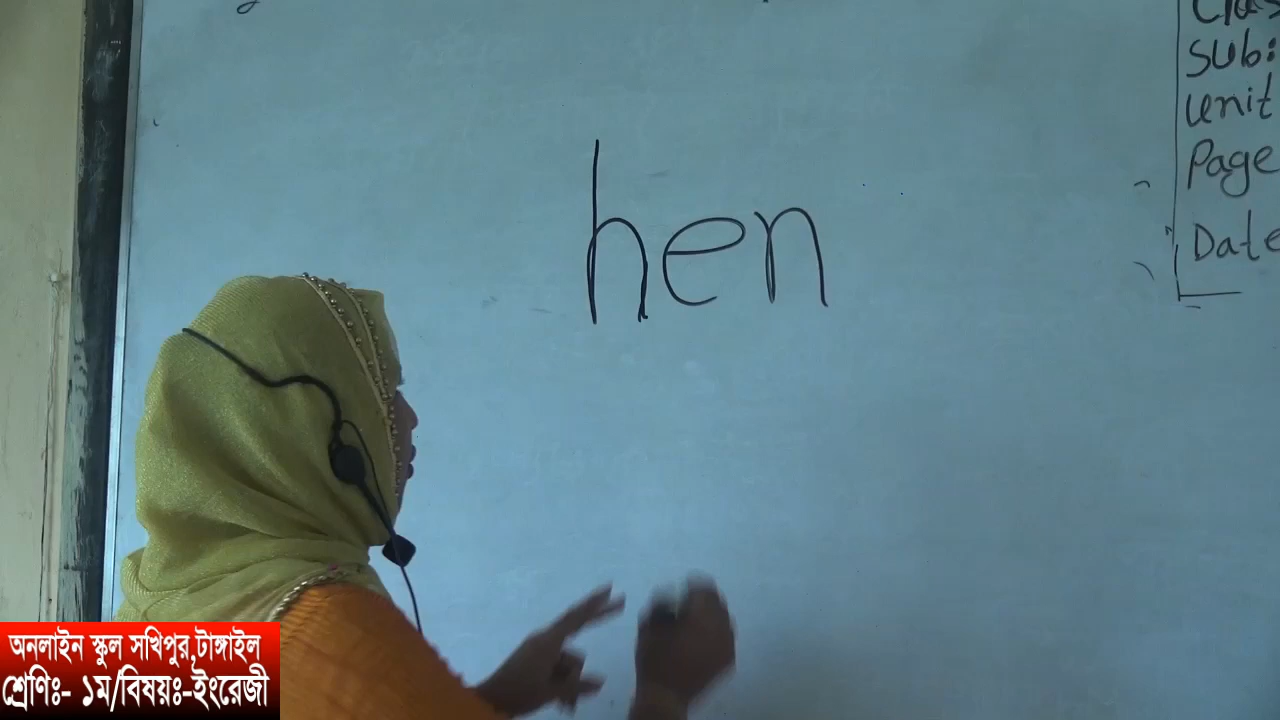 hen
Sub:
Unit
Page
Date
অনলাইন স্কুল সখিপুর,টাঙ্গাইল
শ্রেণিঃ- ১ম/বিষয়ঃ-ইংরেজী